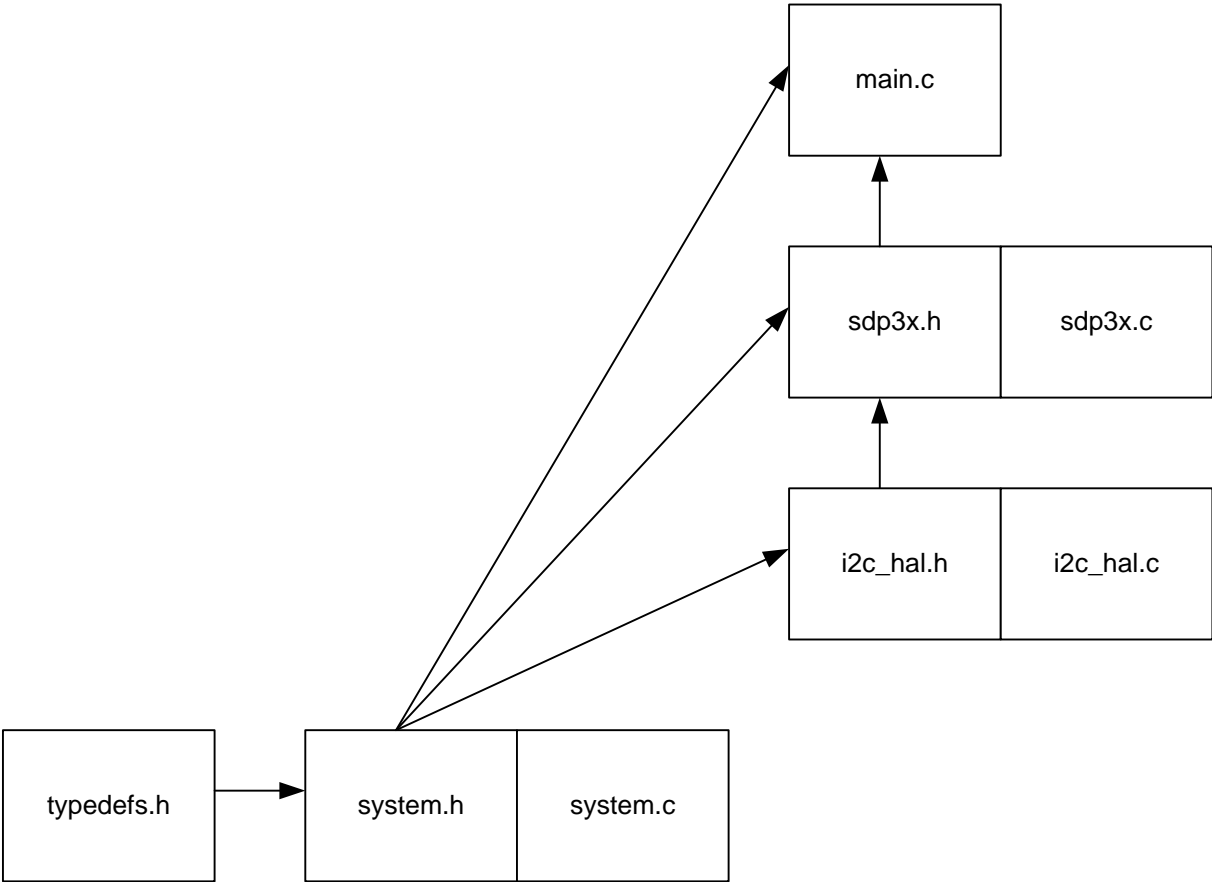 main.c
sdp3x.h
sdp3x.c
i2c_hal.h
i2c_hal.c
typedefs.h
system.h
system.c